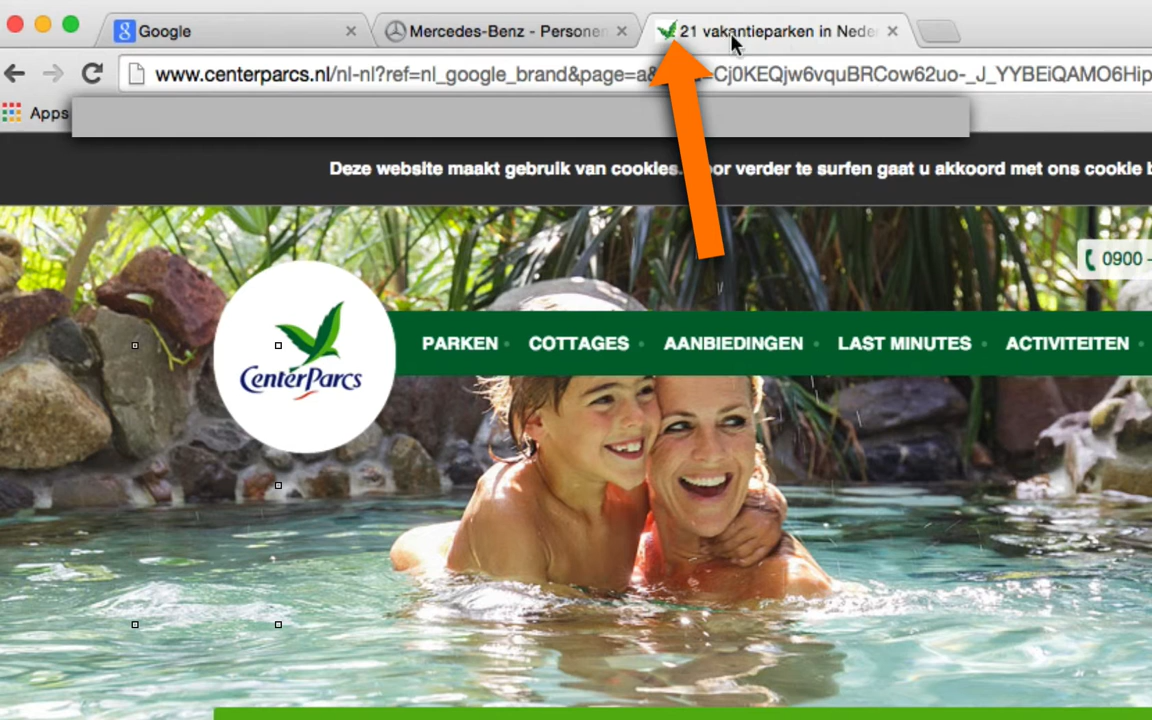 Google
Mercedes-Benz - Personen
21 vakantieparken in Neder
www.centerparcs.nl/nl-nl?ref=nl_google_brand&page=a& =Cj0KEQjw6vquBRCow62uo-_J_YYBEiQAMO6Hip
Apps
Deze website maakt gebruik van cookies. oor verder te surfen gaat u akkoord met ons cookie b
0900 -
PARKEN · COTTAGES · AANBIEDINGEN · LAST MINUTES · ACTIVITEITEN ·
CenterParcs